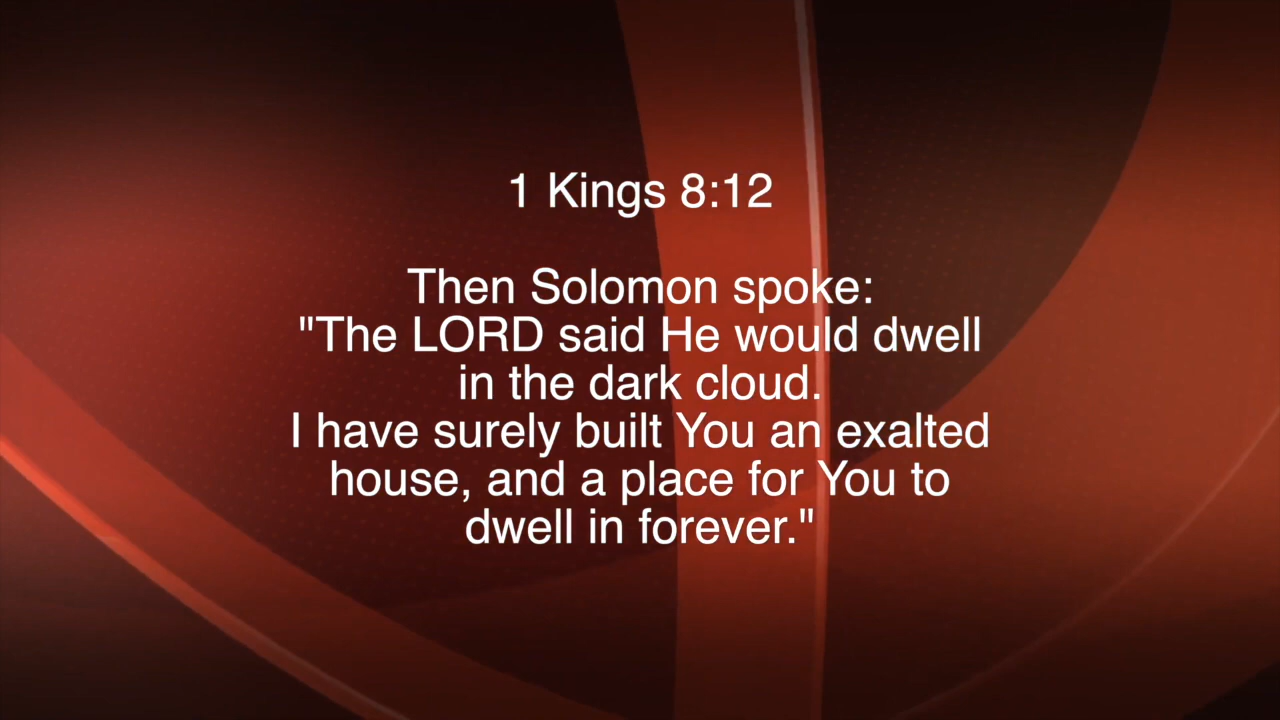 1 Kings 8:12
Then Solomon spoke:
"The LORD said He would dwell
in the dark cloud.
I have surely built You an exalted
house, and a place for You to
dwell in forever."